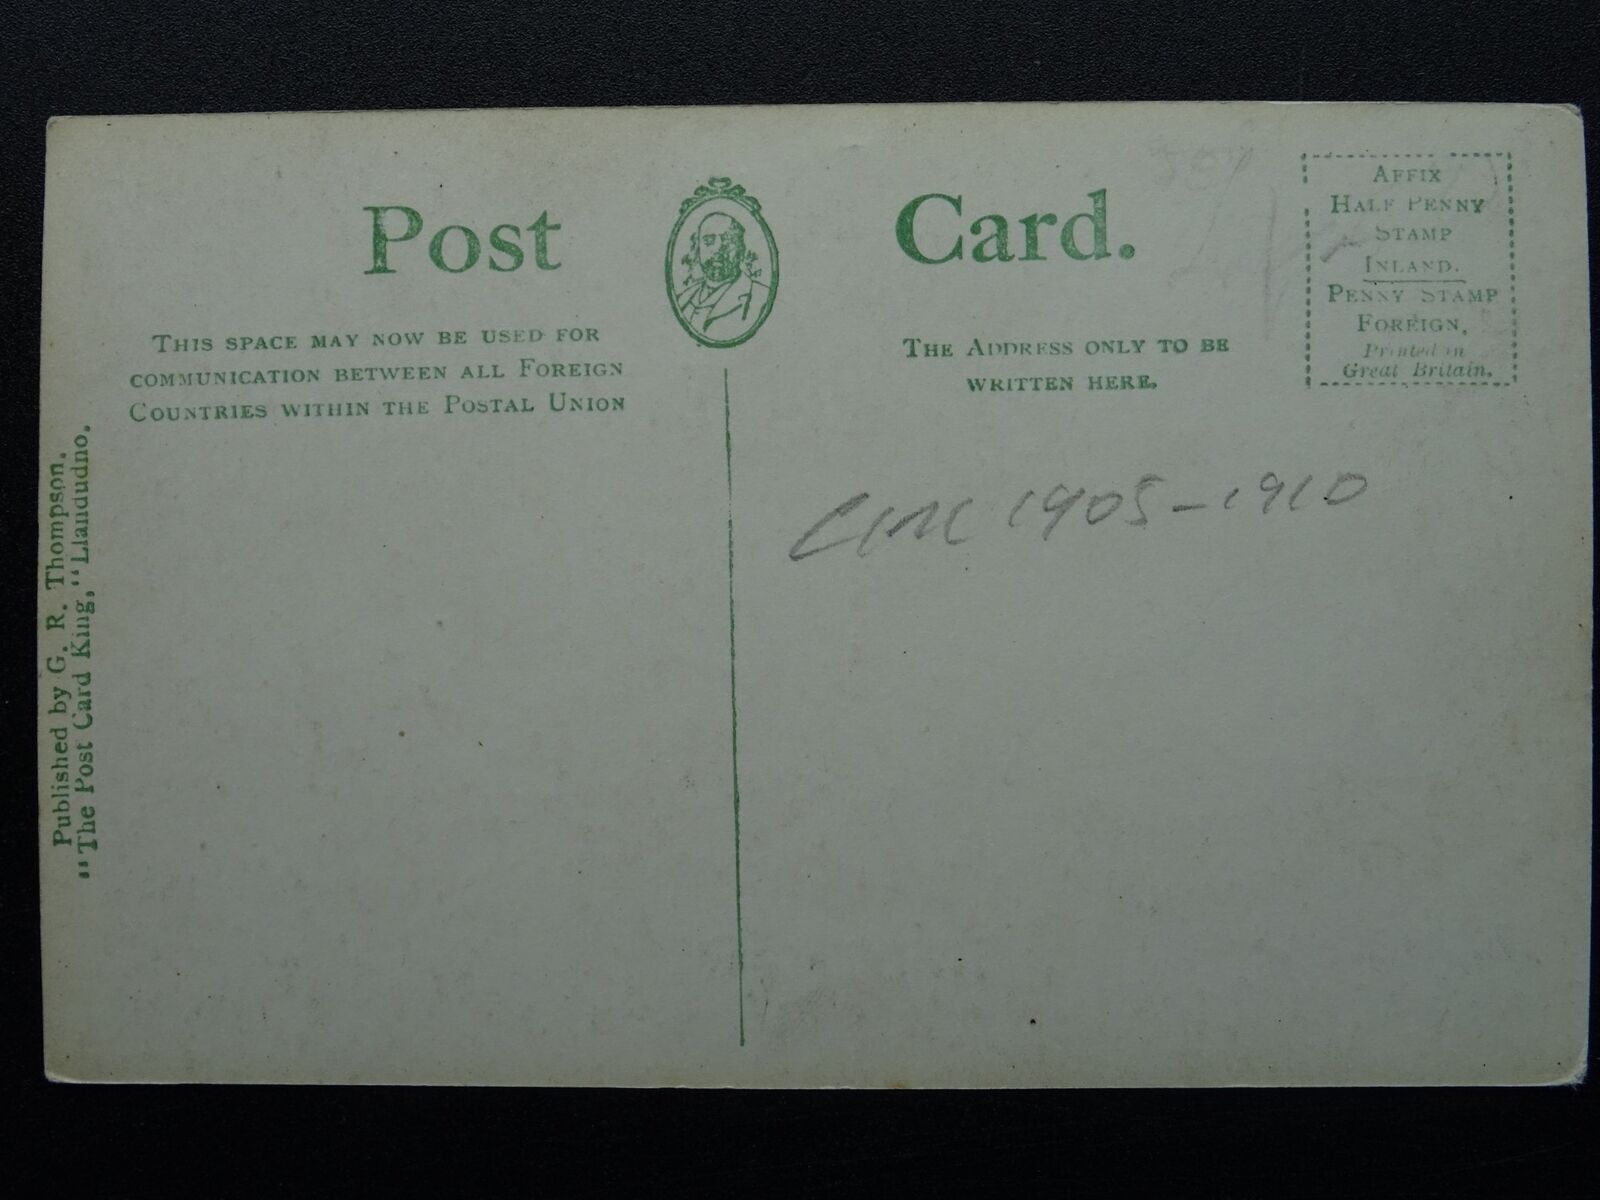 Post Card.
THIS SPACE MAY NOW BE USED FOR
COMMUNICATION BETWEEN ALL FOREIGN
COUNTRIES WITHIN THE POSTAL UNION
THE ADDRESS ONLY TO BE
WRITTEN HERE.
AFFIX
HALF PENNY
STAMP
INLAND.
PENNY STAMP
FOREIGN.
Printed in
Great Britain.
1905-1910
Published by G. R. Thompson.
"The Post Card King," Llandudno.